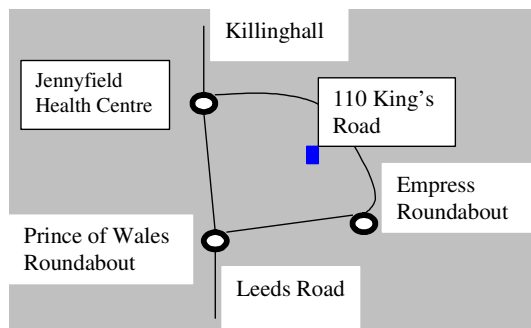 Killinghall
Jennyfield
Health Centre
110 King's
Road
Empress
Roundabout
Prince of Wales
Roundabout
Leeds Road